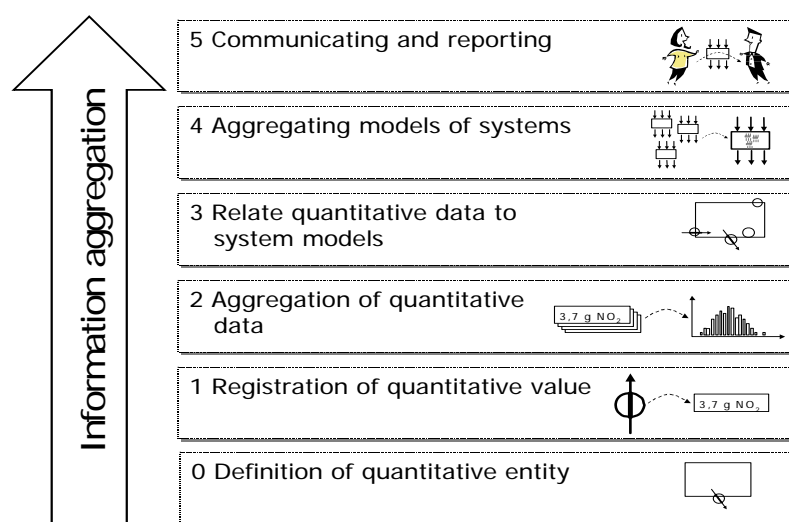 5 Communicating and reporting
4 Aggregating models of systems
3 Relate quantitative data to
system models
2 Aggregation of quantitative
data
3,7 g NO₂
1 Registration of quantitative value
3,7 g NO₂
0 Definition of quantitative entity
Information aggregation